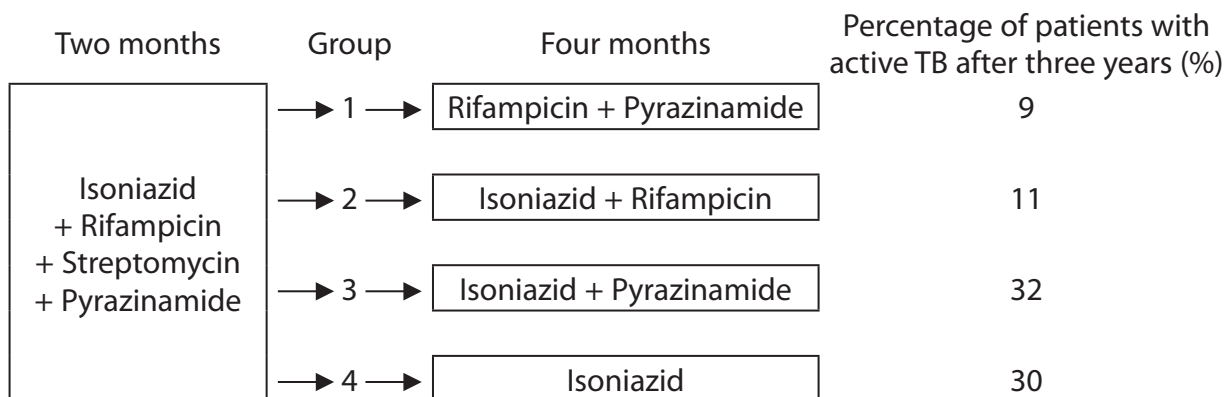 Two months Group Four months Percentage of patients with
active TB after three years (%)
1 Rifampicin + Pyrazinamide 9
Isoniazid
+ Rifampicin
+ Streptomycin
+ Pyrazinamide
2 Isoniazid + Rifampicin 11
3 Isoniazid + Pyrazinamide 32
4 Isoniazid 30